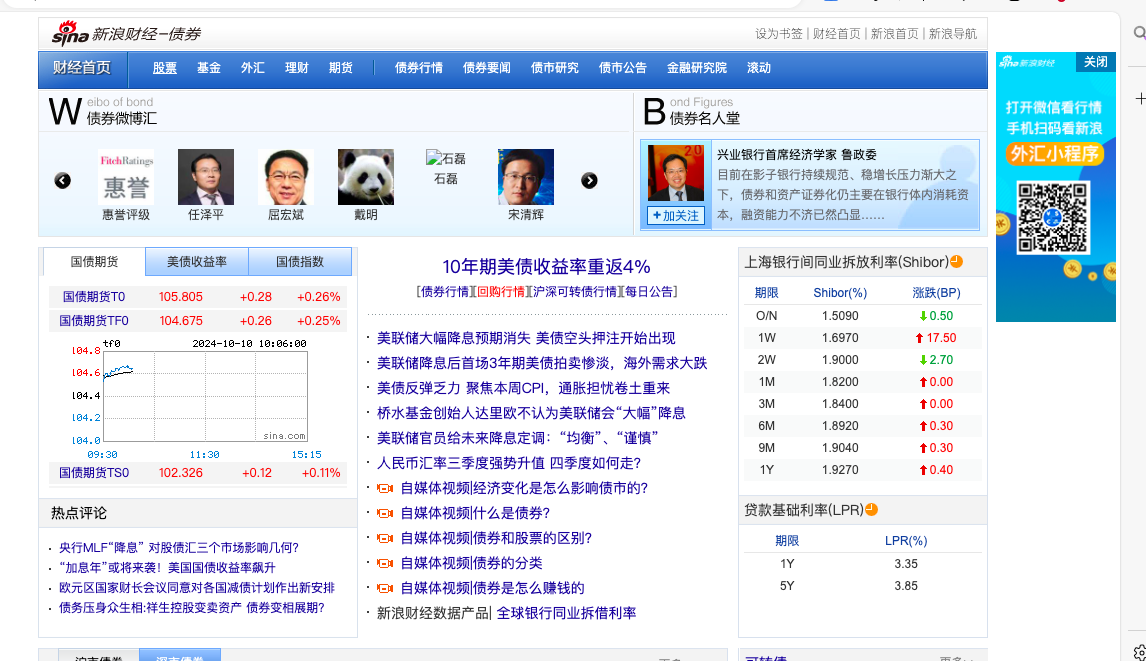 sina 新浪财经-债券
设为书签 | 财经首页 | 新浪首页 | 新浪导航
财经首页 股票 基金 外汇 理财 期货 | 债券行情 债券要闻 债市研究 债市公告 金融研究院 滚动
Weibo of bond
债券微博汇
FitchRatings
惠誉
石磊
惠誉评级 任泽平 屈宏斌 戴明 石磊 宋清辉
Bond Figures
债券名人堂
兴业银行首席经济学家 鲁政委
目前在影子银行持续规范、稳增长压力渐大之
下，债券和资产证券化仍主要在银行体内消耗资
本，融资能力不济已然凸显……
+加关注
sina 新浪财经
关闭
打开微信看行情
手机扫码看新浪
外汇小程序
国债期货 美债收益率 国债指数
国债期货T0 105.805 +0.28 +0.26%
国债期货TF0 104.675 +0.26 +0.25%
tf0 2024-10-10 10:06:00
104.8
104.6
104.4
104.2
104.0
sina.com
09:30 11:30 15:15
国债期货TS0 102.326 +0.12 +0.11%
热点评论
· 央行MLF“降息” 对股债汇三个市场影响几何?
· “加息年”或将来袭！美国国债收益率飙升
· 欧元区国家财长会议同意对各国减债计划作出新安排
· 债务压身众生相:祥生控股变卖资产 债券变相展期?
10年期美债收益率重返4%
[债券行情][回购行情][沪深可转债行情][每日公告]
· 美联储大幅降息预期消失 美债空头押注开始出现
· 美联储降息后首场3年期美债拍卖惨淡，海外需求大跌
· 美债反弹乏力 聚焦本周CPI，通胀担忧卷土重来
· 桥水基金创始人达里欧不认为美联储会“大幅”降息
· 美联储官员给未来降息定调：“均衡”、“谨慎”
· 人民币汇率三季度强势升值 四季度如何走?
· 自媒体视频|经济变化是怎么影响债市的?
· 自媒体视频|什么是债券?
· 自媒体视频|债券和股票的区别?
· 自媒体视频|债券的分类
· 自媒体视频|债券是怎么赚钱的
· 新浪财经数据产品| 全球银行同业拆借利率
上海银行间同业拆放利率(Shibor)
期限 Shibor(%) 涨跌(BP)
O/N 1.5090 ↓0.50
1W 1.6970 ↑17.50
2W 1.9000 ↓2.70
1M 1.8200 ↑0.00
3M 1.8400 ↑0.00
6M 1.8920 ↑0.30
9M 1.9040 ↑0.30
1Y 1.9270 ↑0.40
贷款基础利率(LPR)
期限 LPR(%)
1Y 3.35
5Y 3.85